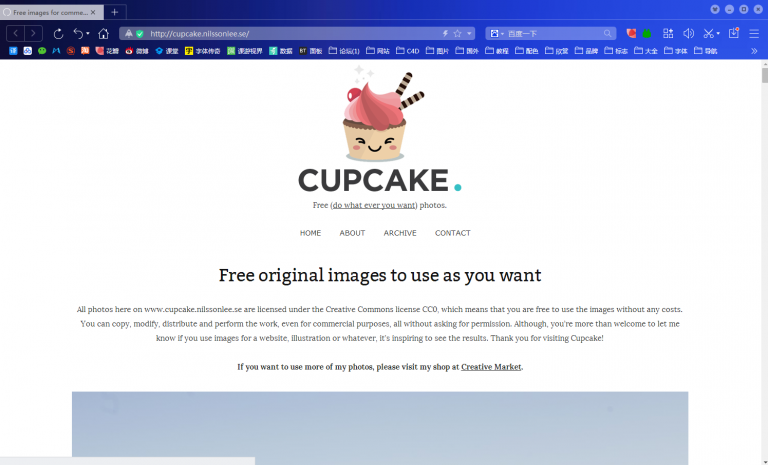 Free images for comme...
http://cupcake.nilssonlee.se/
百度一下
花瓣 微博 课堂 字体传奇 课游视界 数据 面板 论坛(1) 网站 C4D 图片 国外 教程 配色 欣赏 品牌 标志 大全 字体 导航
CUPCAKE.
Free (do what ever you want) photos.
HOME ABOUT ARCHIVE CONTACT
Free original images to use as you want
All photos here on www.cupcake.nilssonlee.se are licensed under the Creative Commons license CC0, which means that you are free to use the images without any costs.
You can copy, modify, distribute and perform the work, even for commercial purposes, all without asking for permission. Although, you're more than welcome to let me
know if you use images for a website, illustration or whatever, it's inspiring to see the results. Thank you for visiting Cupcake!
If you want to use more of my photos, please visit my shop at Creative Market.